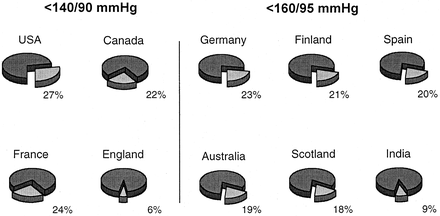 <140/90 mmHg <160/95 mmHg
USA Canada Germany Finland Spain
27% 22% 23% 21% 20%
France England Australia Scotland India
24% 6% 19% 18% 9%